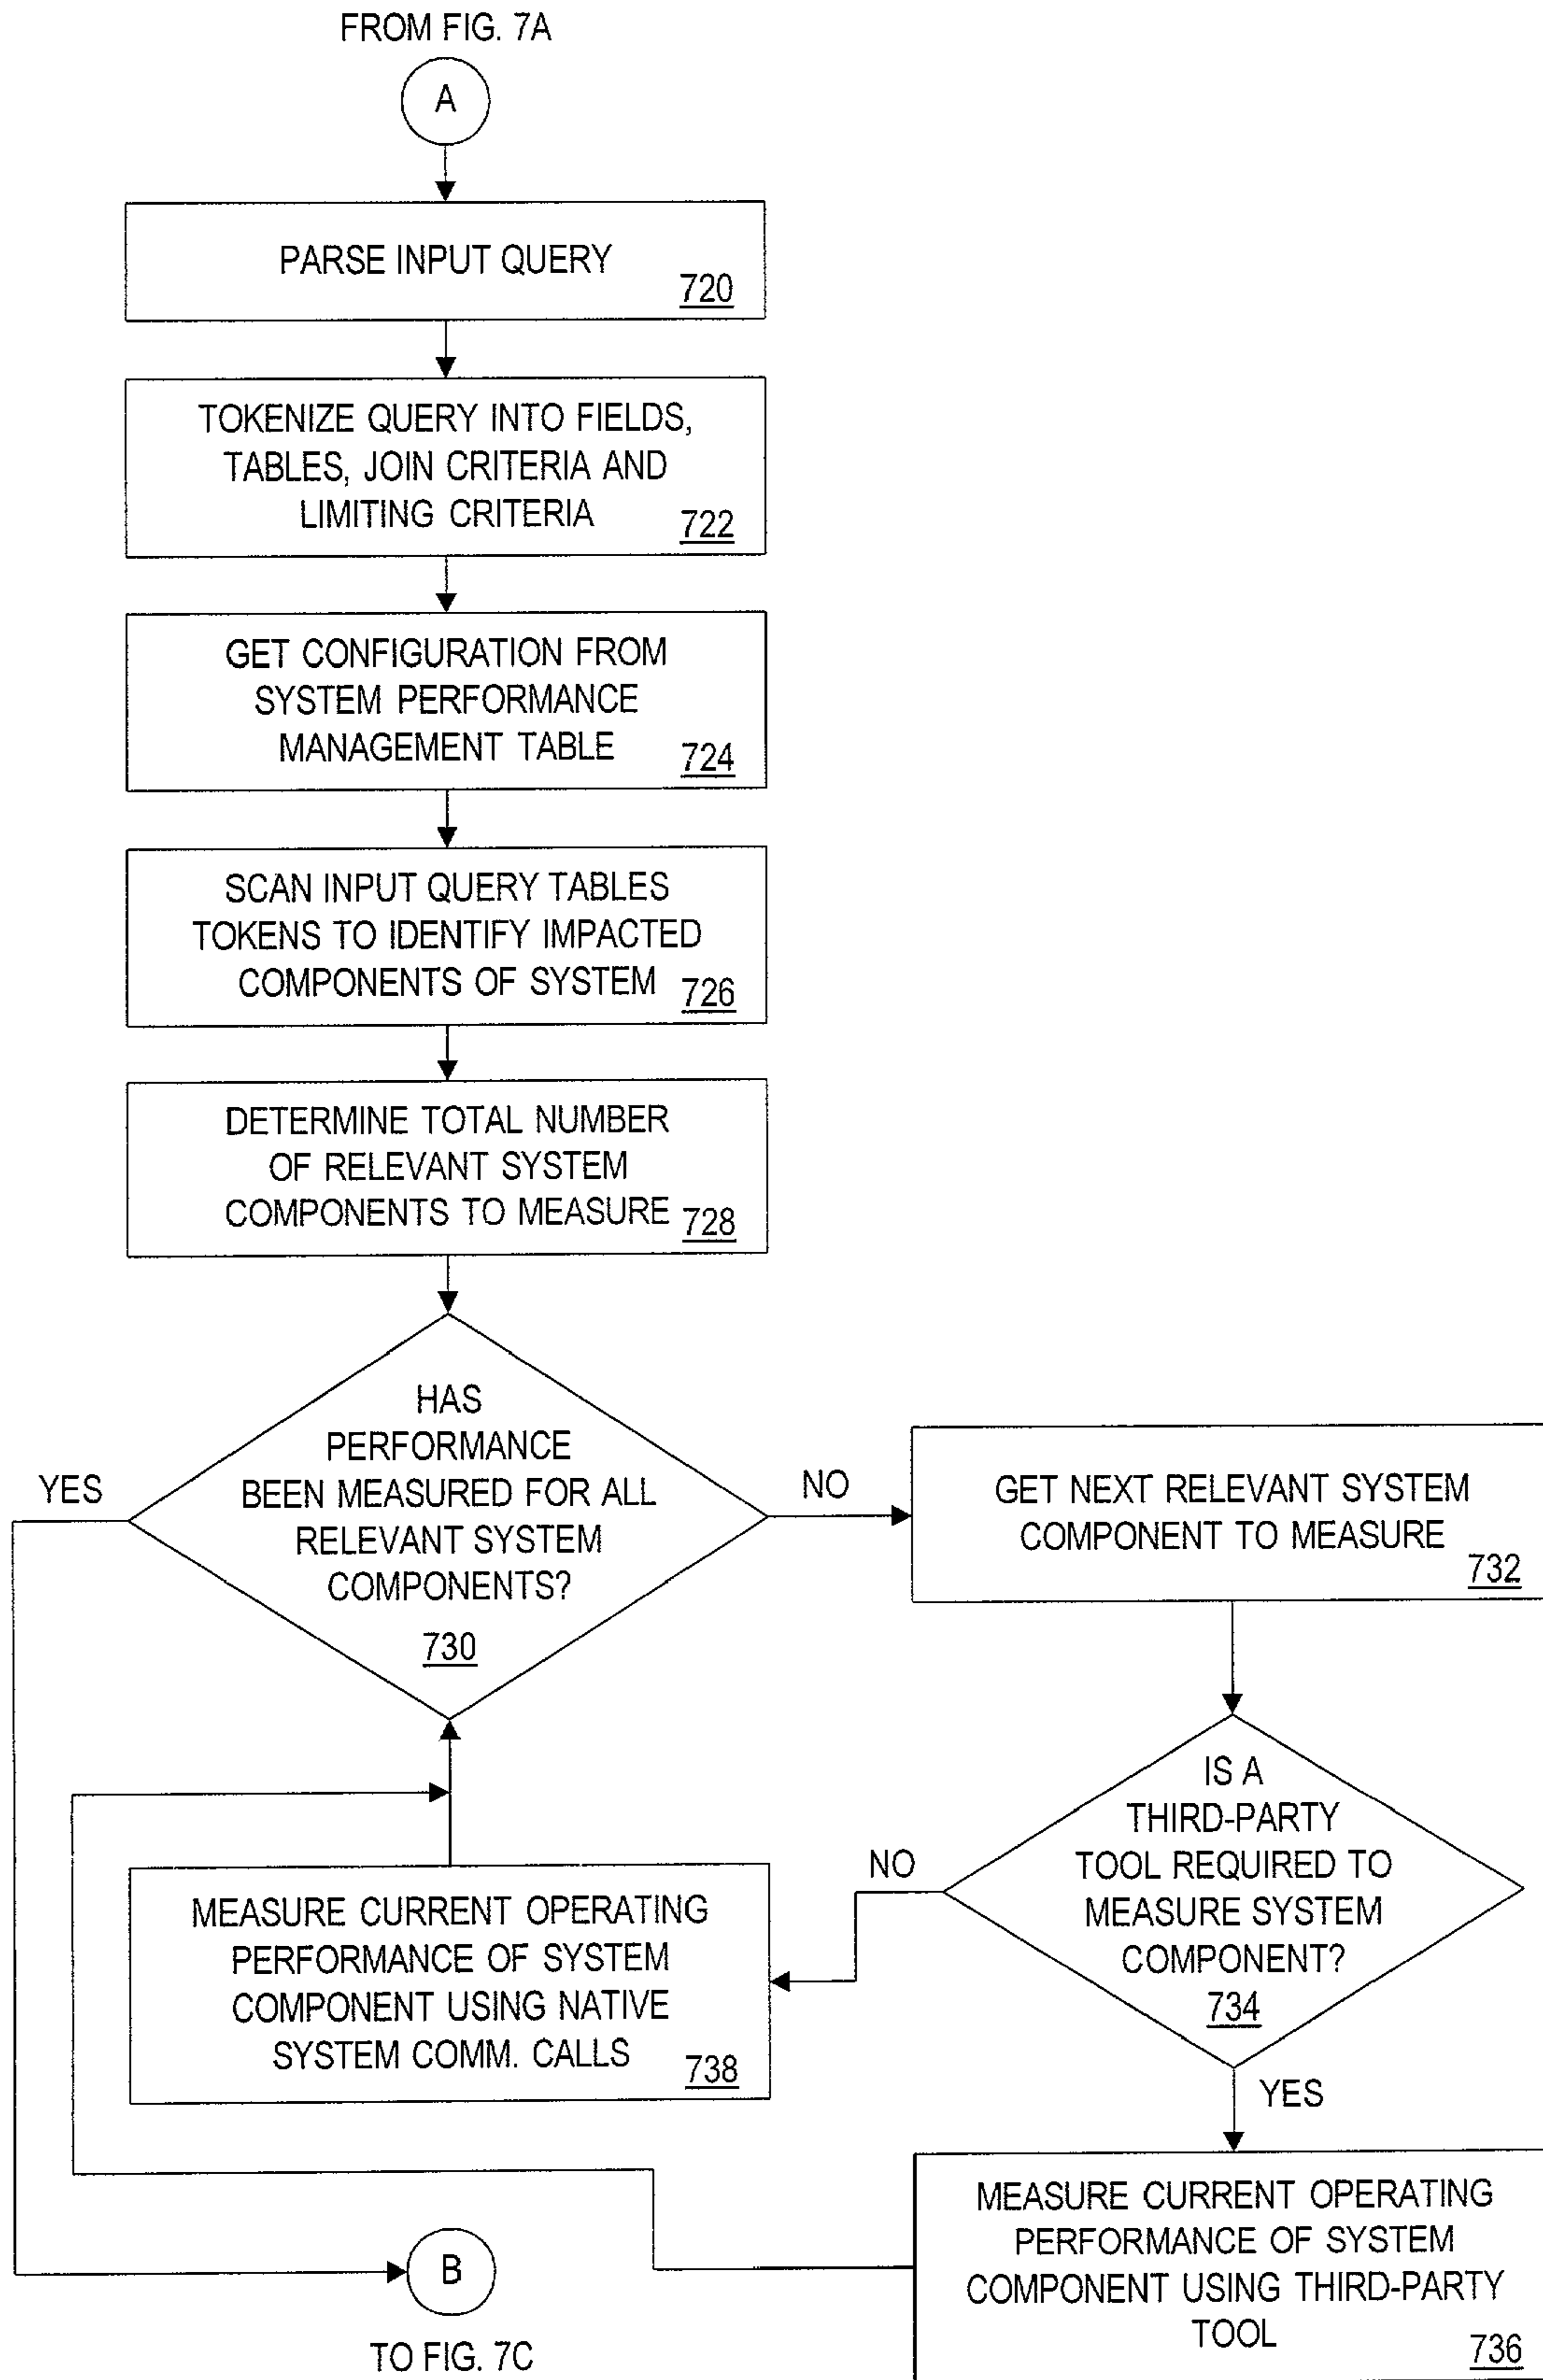 FROM FIG. 7A
A
PARSE INPUT QUERY
720
TOKENIZE QUERY INTO FIELDS,
TABLES, JOIN CRITERIA AND
LIMITING CRITERIA
722
GET CONFIGURATION FROM
SYSTEM PERFORMANCE
MANAGEMENT TABLE
724
SCAN INPUT QUERY TABLES
TOKENS TO IDENTIFY IMPACTED
COMPONENTS OF SYSTEM
726
DETERMINE TOTAL NUMBER
OF RELEVANT SYSTEM
COMPONENTS TO MEASURE
728
HAS
PERFORMANCE
BEEN MEASURED FOR ALL
RELEVANT SYSTEM
COMPONENTS?
730
YES
NO
GET NEXT RELEVANT SYSTEM
COMPONENT TO MEASURE
732
IS A
THIRD-PARTY
TOOL REQUIRED TO
MEASURE SYSTEM
COMPONENT?
734
NO
YES
MEASURE CURRENT OPERATING
PERFORMANCE OF SYSTEM
COMPONENT USING NATIVE
SYSTEM COMM. CALLS
738
MEASURE CURRENT OPERATING
PERFORMANCE OF SYSTEM
COMPONENT USING THIRD-PARTY
TOOL
736
B
TO FIG. 7C